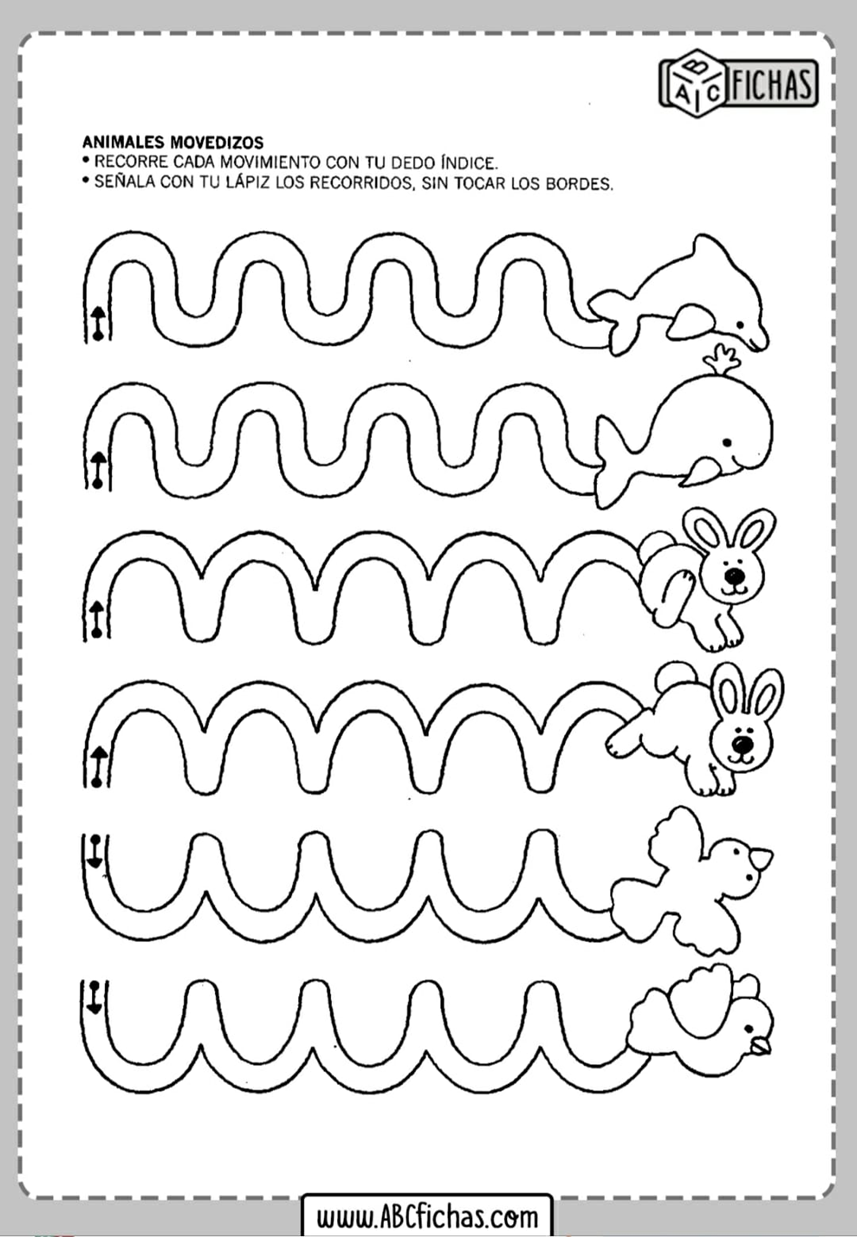 B
A C FICHAS
ANIMALES MOVEDIZOS
• RECORRE CADA MOVIMIENTO CON TU DEDO ÍNDICE.
• SEÑALA CON TU LÁPIZ LOS RECORRIDOS, SIN TOCAR LOS BORDES.
www.ABCfichas.com